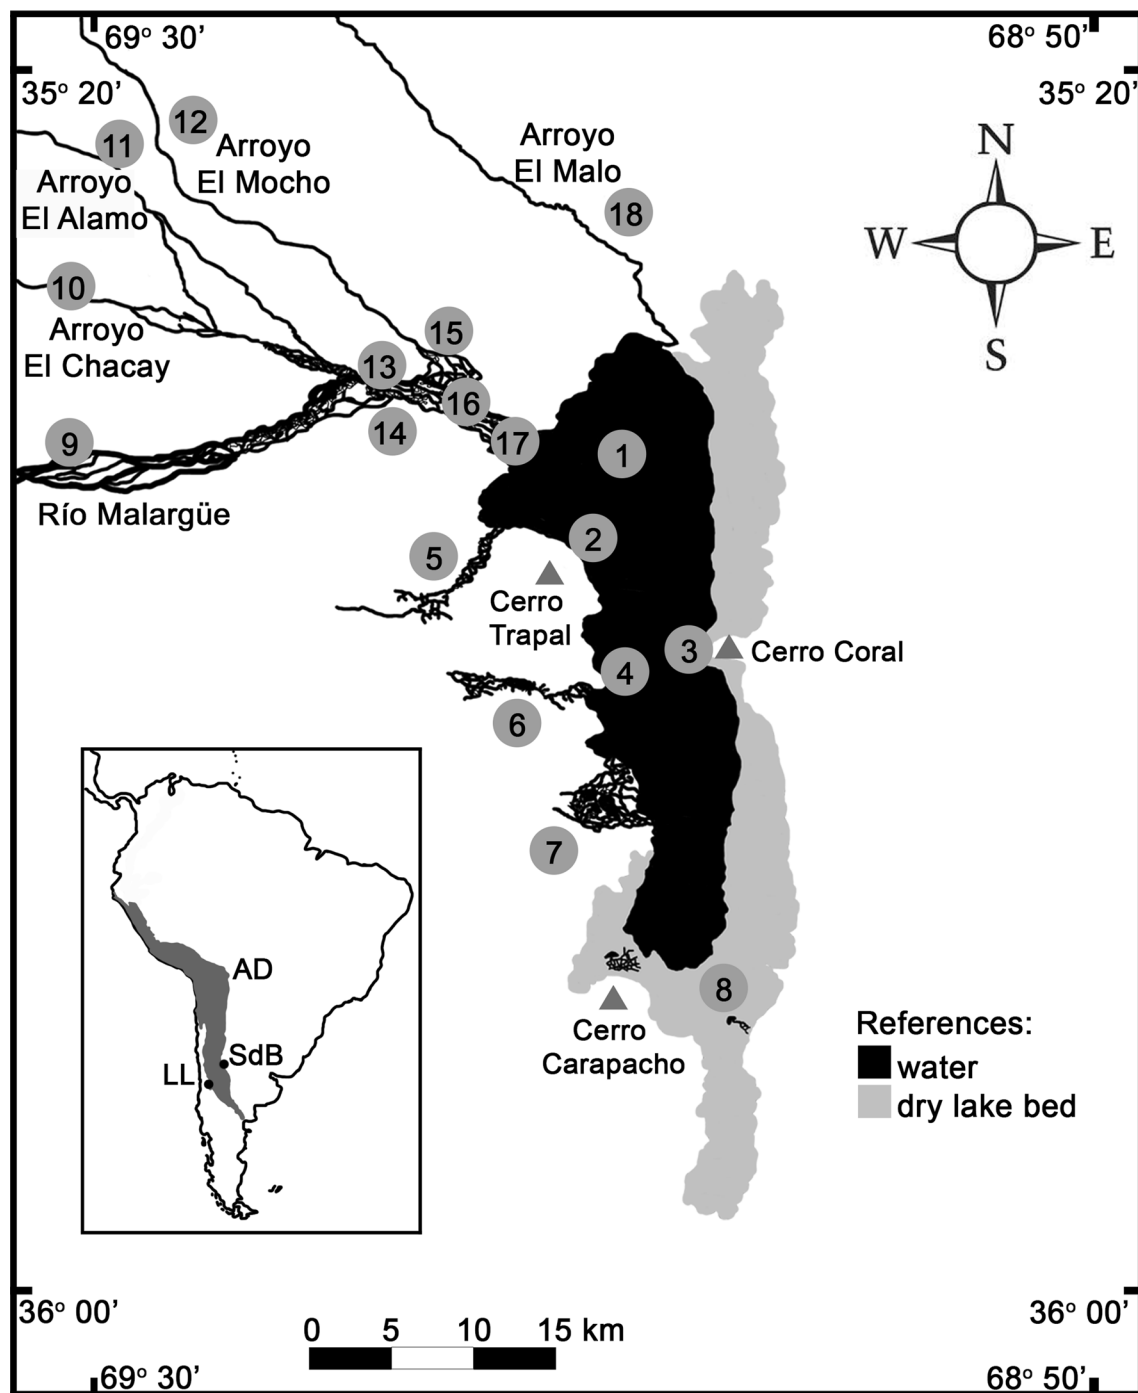 69° 30’
68° 50’
35° 20’
35° 20’
12
11
Arroyo
El Mocho
Arroyo
El Malo
N
Arroyo
El Alamo
18
W
E
10
S
Arroyo
El Chacay
15
13
16
9
14
17
1
Río Malargüe
2
5
Cerro
Trapal
3
Cerro Coral
4
6
7
AD
8
Cerro
Carapacho
SdB
LL
References:
water
dry lake bed
36° 00’
36° 00’
0 5 10 15 km
69° 30’
68° 50’